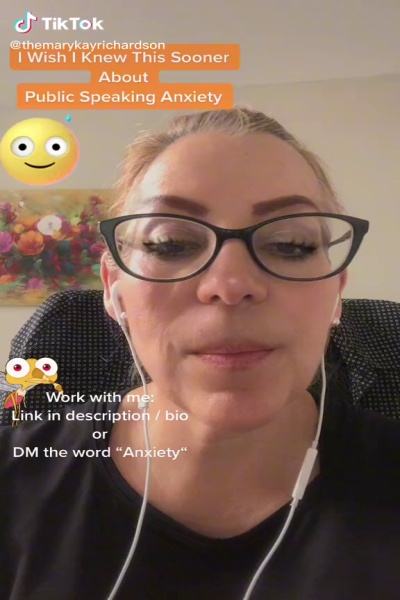 TikTok
@themarykayrichardson
I Wish I Knew This Sooner
About
Public Speaking Anxiety
Work with me:
Link in description / bio
or
DM the word “Anxiety“